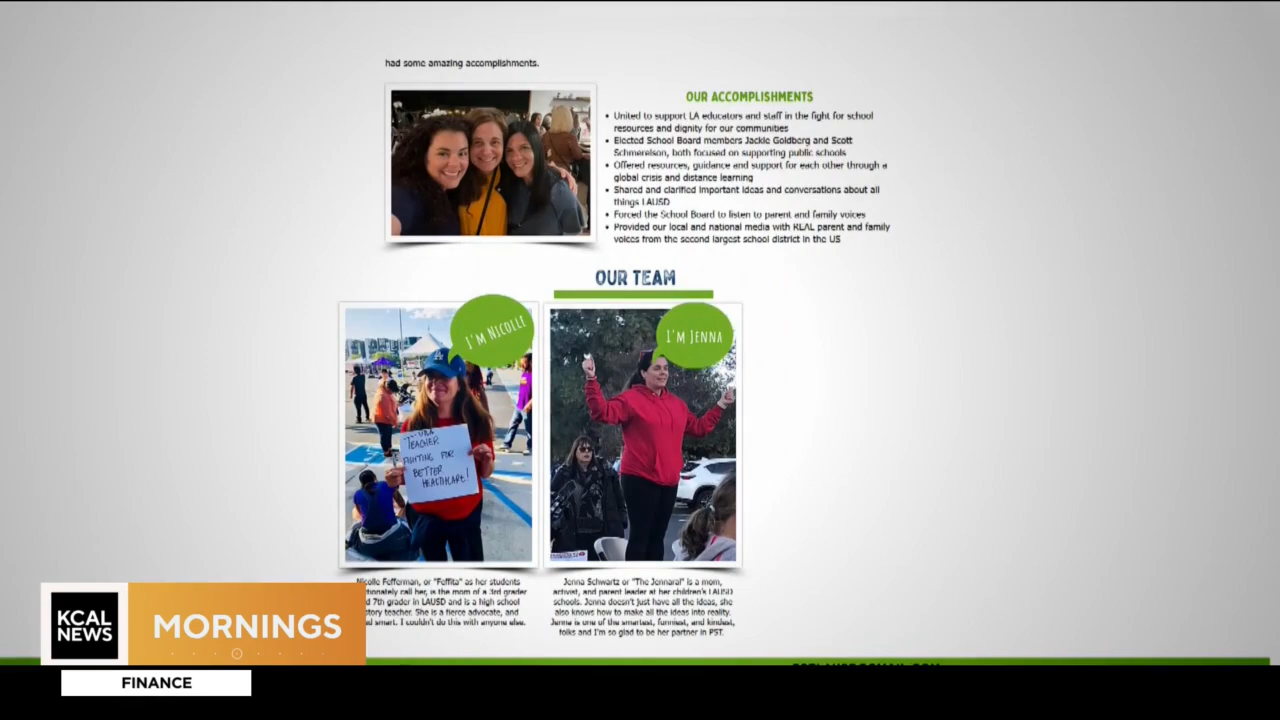 had some amazing accomplishments.
OUR ACCOMPLISHMENTS
• United to support LA educators and staff in the fight for school
resources and dignity for our communities
• Elected School Board members Jackie Goldberg and Scott
Schmerelson, both focused on supporting public schools
• Offered resources, guidance and support for each other through a
global crisis and distance learning
• Shared and clarified important ideas and conversations about all
things LAUSD
• Forced the School Board to listen to parent and family voices
• Provided our local and national media with REAL parent and family
voices from the second largest school district in the US
OUR TEAM
I'M NICOLLE
I'M JENNA
TEACHER
FIGHTING FOR
BETTER
HEALTHCARE!
Nicolle Fefferman, or "Feffita" as her students
tionately call her, is the mom of a 3rd grader
d 7th grader in LAUSD and is a high school
story teacher. She is a fierce advocate, and
d smart. I couldn't do this with anyone else.
Jenna Schwartz or "The Jennaral" is a mom,
activist, and parent leader at her children's LAUSD
schools. Jenna doesn't just have all the ideas, she
also knows how to make all the ideas into reality.
Jenna is one of the smartest, funniest, and kindest,
folks and I'm so glad to be her partner in PST.
KCAL
NEWS
MORNINGS
FINANCE